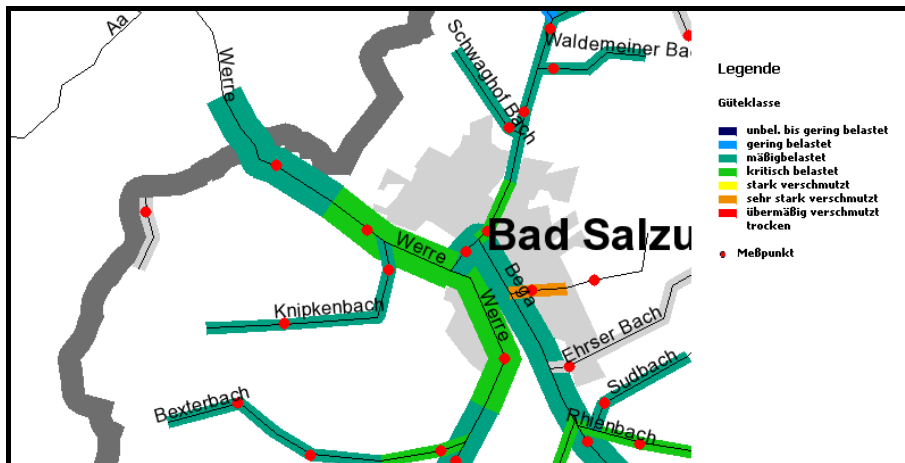 Aa
Werre
Schwaghof Bach
Waldemeiner Bac
Bad Salzu
Werre
Bega
Werre
Knipkenbach
Ehrser Bach
Sudbach
Bexterbach
Rhienbach
Legende
Güteklasse
unbel. bis gering belastet
gering belastet
mäßigbelastet
kritisch belastet
stark verschmutzt
sehr stark verschmutzt
übermäßig verschmutzt
trocken
Meßpunkt